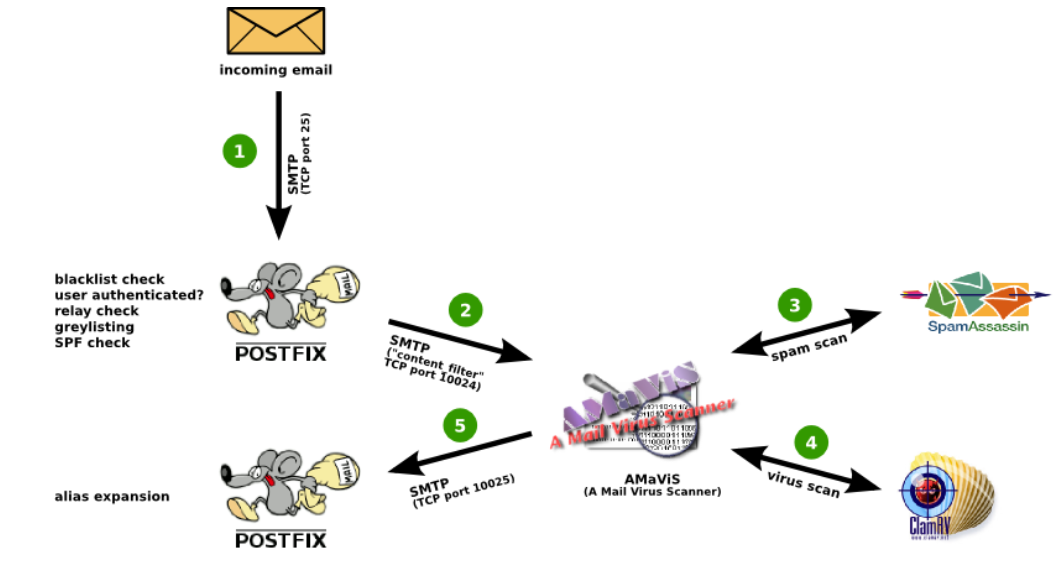 incoming email
1
SMTP
(TCP port 25)
blacklist check
user authenticated?
relay check
greylisting
SPF check
MAIL
POSTFIX
2
SMTP
("content filter"
TCP port 10024)
3
spam scan
SpamAssassin
AMaViS
A Mail Virus Scanner
AMaViS
(A Mail Virus Scanner)
4
virus scan
ClamAV
5
SMTP
(TCP port 10025)
alias expansion
MAIL
POSTFIX